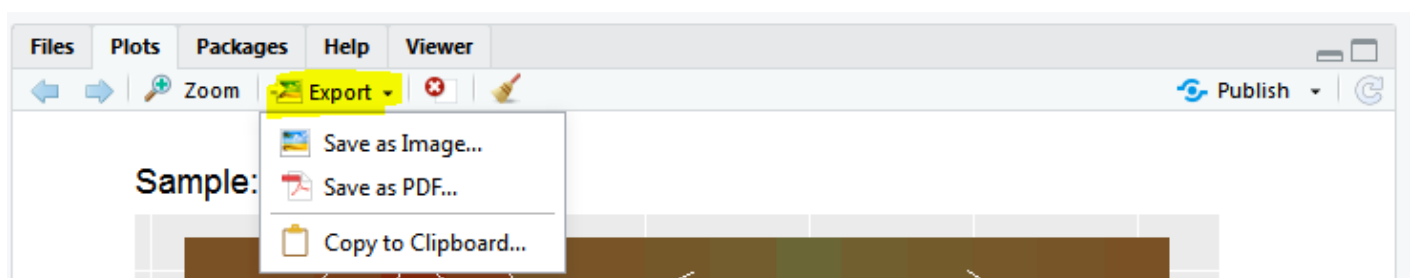 Files Plots Packages Help Viewer
Zoom Export Publish
Save as Image...
Sample: Save as PDF...
Copy to Clipboard...